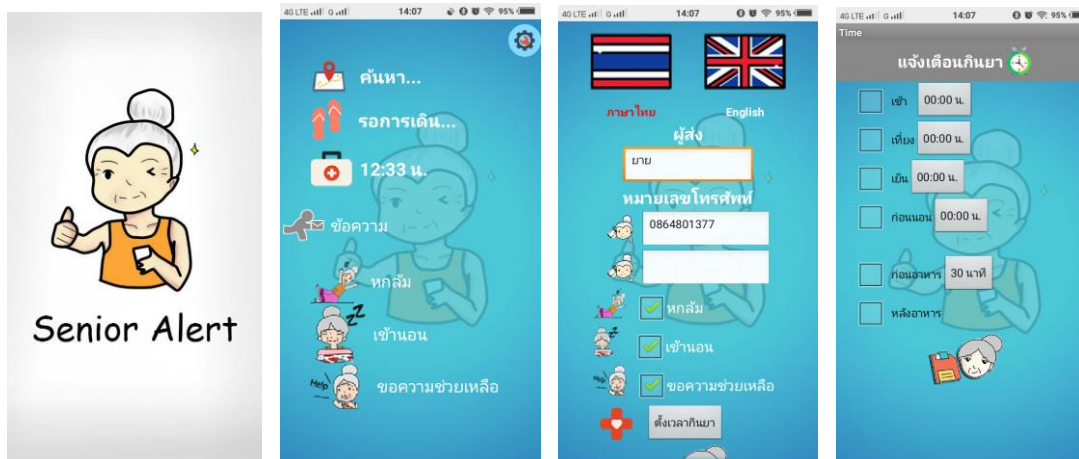 Senior Alert
4G LTE G 14:07 95%
ค้นหา...
รอการเดิน...
12:33 น.
ข้อความ
หกล้ม
เข้านอน
Help
ขอความช่วยเหลือ
4G LTE G 14:07 95%
ภาษาไทย English
ผู้ส่ง
ยาย
หมายเลขโทรศัพท์
0864801377
หกล้ม
เข้านอน
Help
ขอความช่วยเหลือ
ตั้งเวลากินยา
4G LTE G 14:07 95%
Time
แจ้งเตือนกินยา
เช้า 00:00 น.
เที่ยง 00:00 น.
เย็น 00:00 น.
ก่อนนอน 00:00 น.
ก่อนอาหาร 30 นาที
หลังอาหาร